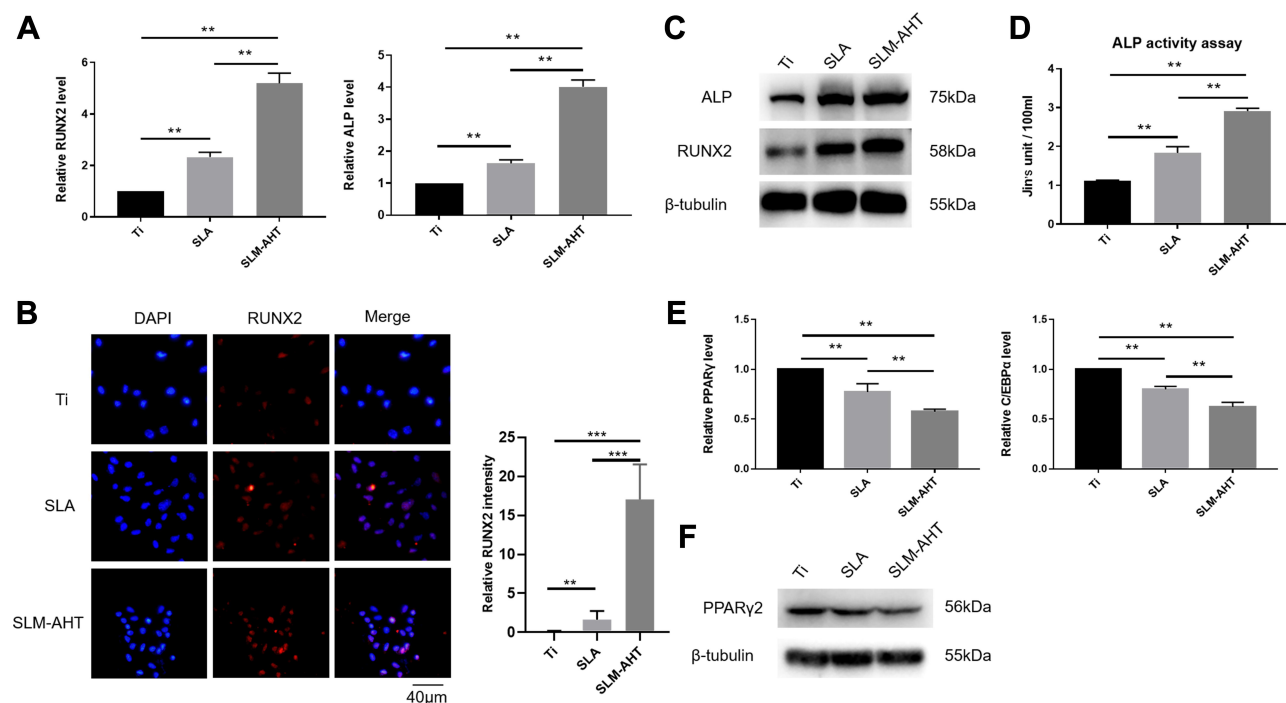 A
Relative RUNX2 level
6
4
2
0
**
**
**
Ti
SLA
SLM-AHT
Relative ALP level
5
4
3
2
1
0
**
**
**
Ti
SLA
SLM-AHT
C
Ti
SLA
SLM-AHT
ALP
75kDa
RUNX2
58kDa
β-tubulin
55kDa
D
ALP activity assay
Jin's unit / 100ml
4
3
2
1
0
**
**
**
Ti
SLA
SLM-AHT
B
DAPI
RUNX2
Merge
Ti
SLA
SLM-AHT
40μm
Relative RUNX2 intensity
25
20
15
10
5
0
***
***
**
Ti
SLA
SLM-AHT
E
Relative PPARγ level
1.5
1.0
0.5
0.0
**
**
**
Ti
SLA
SLM-AHT
Relative C/EBPα level
1.5
1.0
0.5
0.0
**
**
**
Ti
SLA
SLM-AHT
F
Ti
SLA
SLM-AHT
PPARγ2
56kDa
β-tubulin
55kDa